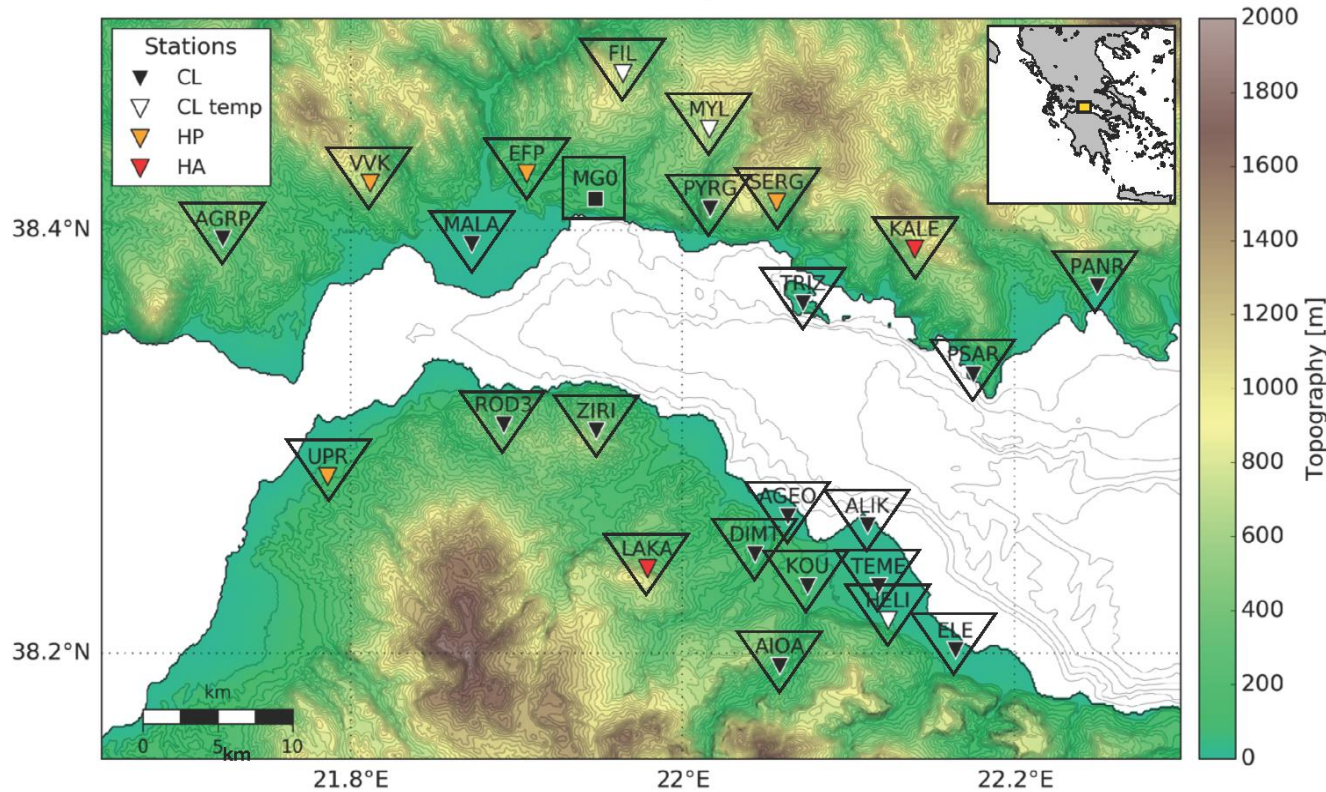 Stations
CL
CL temp
HP
HA
FIL
MYL
VVK
EFP
MG0
PYRG
SERG
AGRP
MALA
KALE
TRIZ
PANR
PSAR
ROD3
ZIRI
UPR
AGEO
ALIK
DIMT
LAKA
KOU
TEME
HELI
ELE
AIOA
38.4°N
38.2°N
km
0
5
10
km
21.8°E
22°E
22.2°E
2000
1800
1600
1400
1200
1000
800
600
400
200
0
Topography [m]